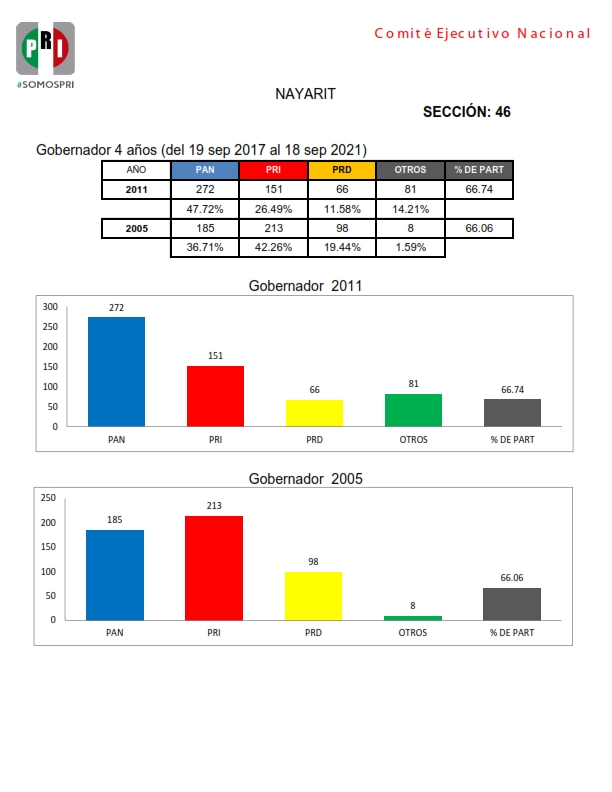 PRI
#SOMOSPRI
Comité Ejecutivo Nacional
NAYARIT
SECCIÓN: 46
Gobernador 4 años (del 19 sep 2017 al 18 sep 2021)
AÑO PAN PRI PRD OTROS % DE PART
2011 272 151 66 81 66.74
47.72% 26.49% 11.58% 14.21%
2005 185 213 98 8 66.06
36.71% 42.26% 19.44% 1.59%
Gobernador 2011
300
250
200
150
100
50
0
272
151
66
81
66.74
PAN PRI PRD OTROS % DE PART
Gobernador 2005
250
200
150
100
50
0
185
213
98
8
66.06
PAN PRI PRD OTROS % DE PART